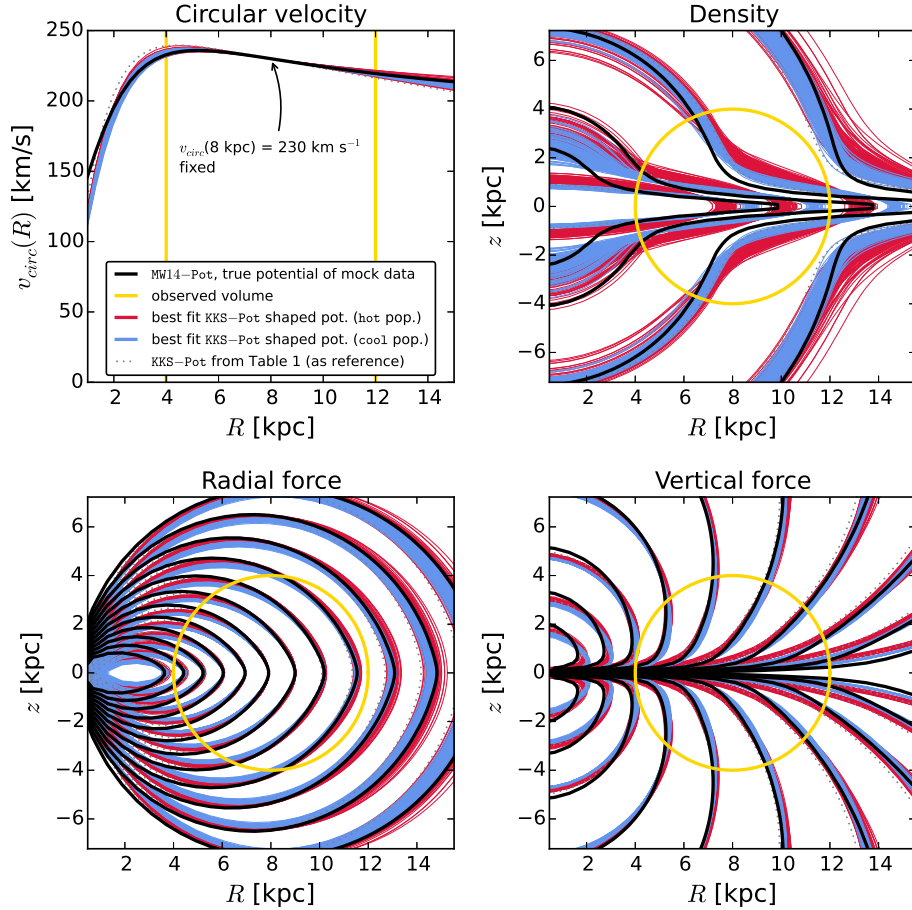 Circular velocity
250
200
150
100
50
0
v_circ(R) [km/s]
v_circ(8 kpc) = 230 km s⁻¹
fixed
MW14-Pot, true potential of mock data
observed volume
best fit KKS-Pot shaped pot. (hot pop.)
best fit KKS-Pot shaped pot. (cool pop.)
KKS-Pot from Table 1 (as reference)
2 4 6 8 10 12 14
R [kpc]
Density
6
4
2
0
−2
−4
−6
z [kpc]
2 4 6 8 10 12 14
R [kpc]
Radial force
6
4
2
0
−2
−4
−6
z [kpc]
2 4 6 8 10 12 14
R [kpc]
Vertical force
6
4
2
0
−2
−4
−6
z [kpc]
2 4 6 8 10 12 14
R [kpc]